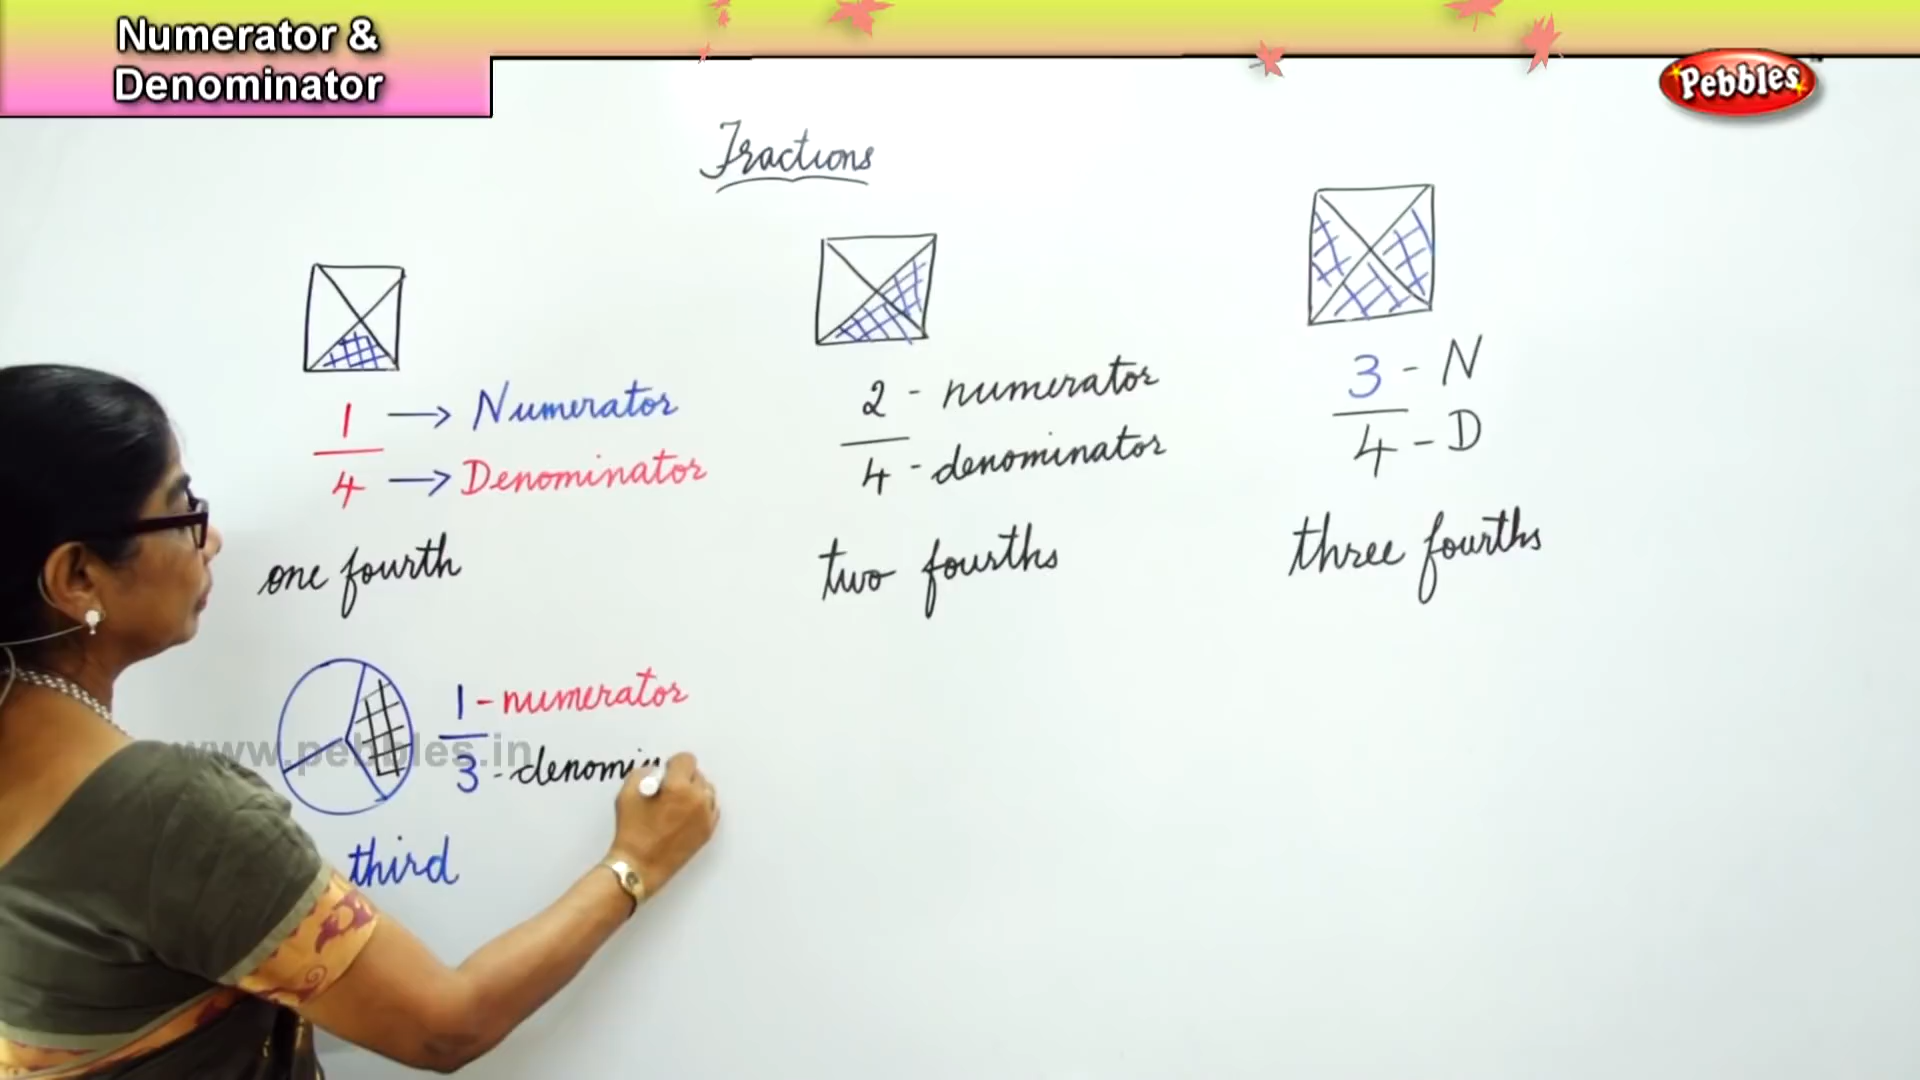 Numerator &
Denominator
Pebbles
Fractions
1 → Numerator
4 → Denominator
one fourth
2 - numerator
4 - denominator
two fourths
3 - N
4 - D
three fourths
1 - numerator
3 - denomin
third
www.pebbles.in